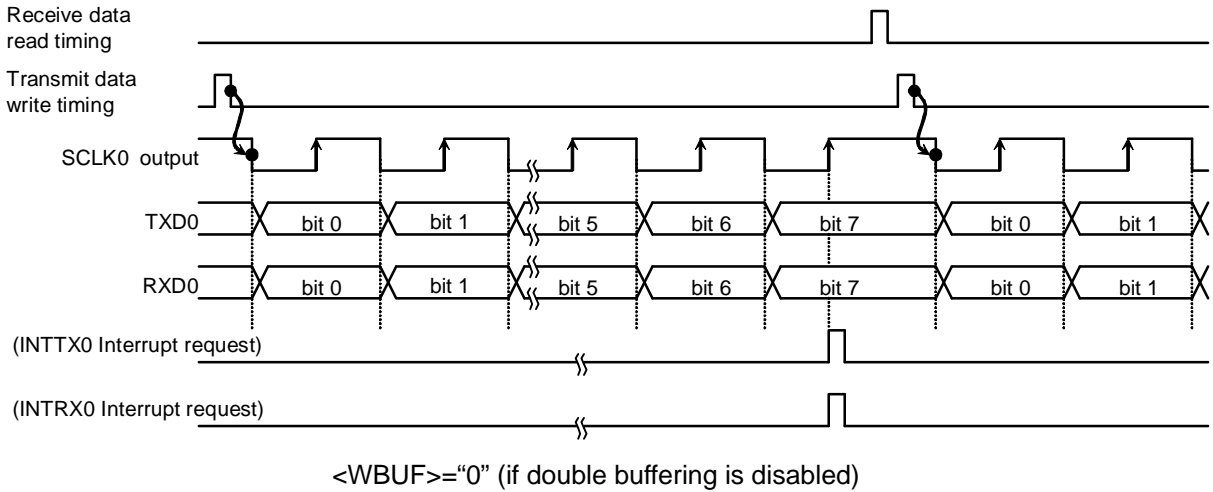 Receive data
read timing
Transmit data
write timing
SCLK0 output
TXD0 bit 0 bit 1 bit 5 bit 6 bit 7 bit 0 bit 1
RXD0 bit 0 bit 1 bit 5 bit 6 bit 7 bit 0 bit 1
(INTTX0 Interrupt request)
(INTRX0 Interrupt request)
<WBUF>=“0” (if double buffering is disabled)